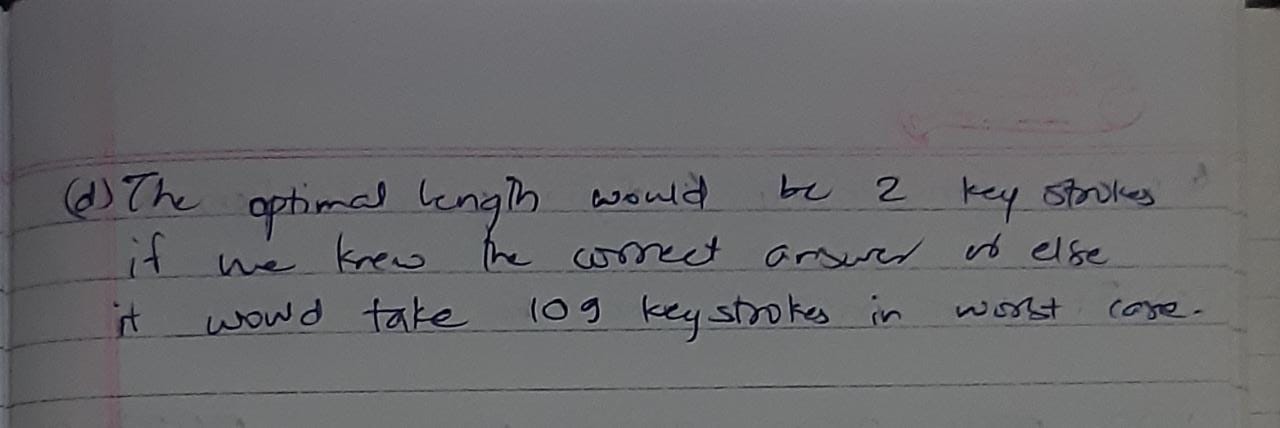 (d) The optimal length would be 2 key strokes
if we knew the correct answer or else
it would take 109 keystrokes in worst case.